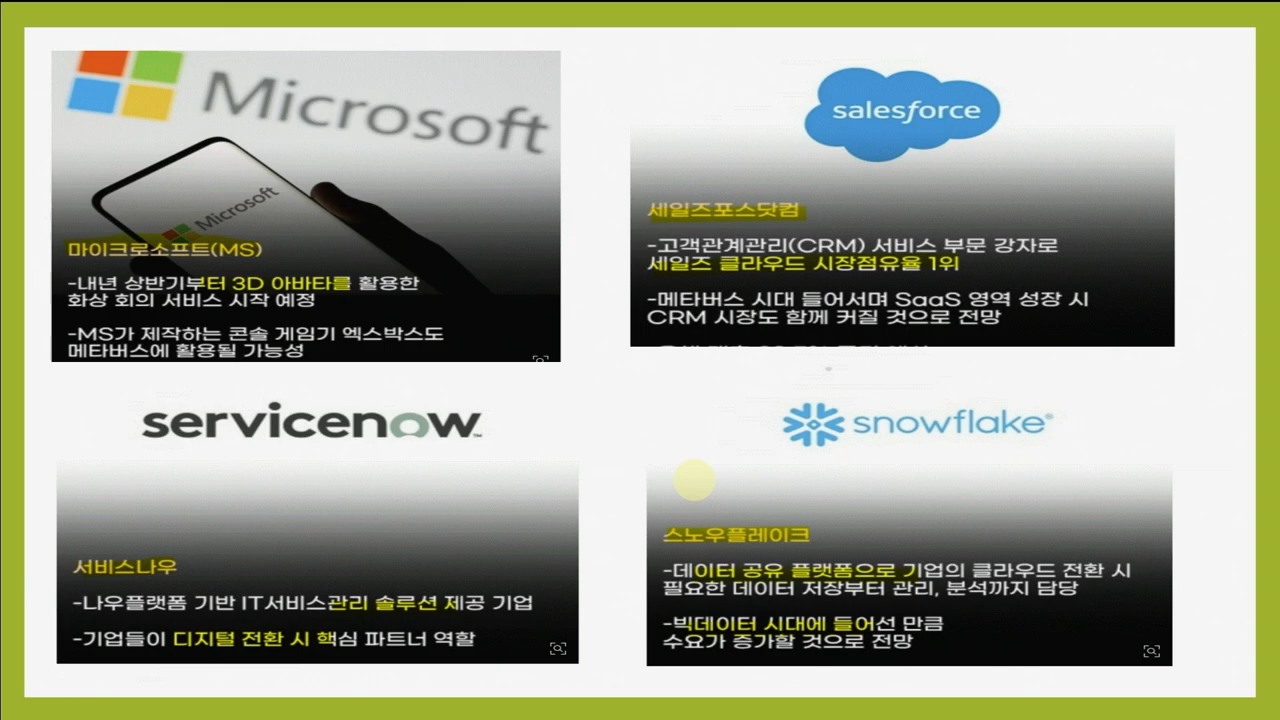 Microsoft
Microsoft
마이크로소프트(MS)
-내년 상반기부터 3D 아바타를 활용한
화상 회의 서비스 시작 예정
-MS가 제작하는 콘솔 게임기 엑스박스도
메타버스에 활용될 가능성
salesforce
세일즈포스닷컴
-고객관계관리(CRM) 서비스 부문 강자로
세일즈 클라우드 시장점유율 1위
-메타버스 시대 들어서며 SaaS 영역 성장 시
CRM 시장도 함께 커질 것으로 전망
servicenow™
서비스나우
-나우플랫폼 기반 IT서비스관리 솔루션 제공 기업
-기업들이 디지털 전환 시 핵심 파트너 역할
snowflake®
스노우플레이크
-데이터 공유 플랫폼으로 기업의 클라우드 전환 시
필요한 데이터 저장부터 관리, 분석까지 담당
-빅데이터 시대에 들어선 만큼
수요가 증가할 것으로 전망